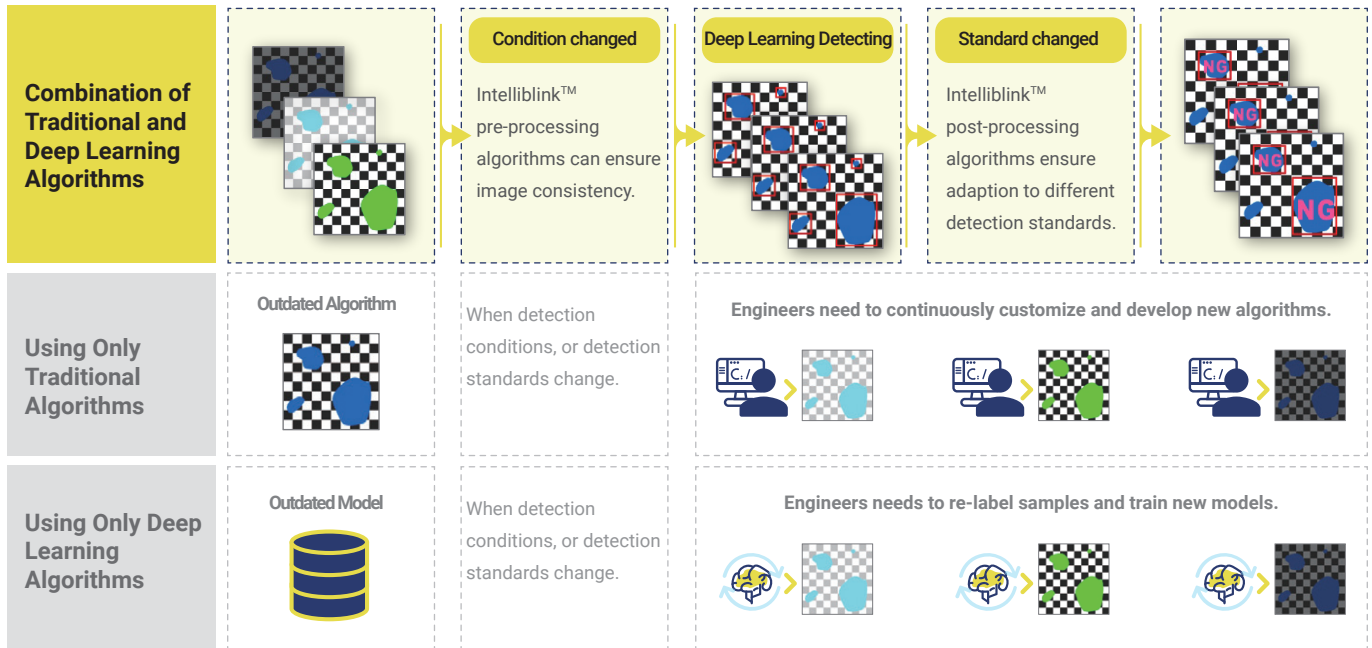 Combination of
Traditional and
Deep Learning
Algorithms
Condition changed
Intelliblink™
pre-processing
algorithms can ensure
image consistency.
Deep Learning Detecting
Standard changed
Intelliblink™
post-processing
algorithms ensure
adaption to different
detection standards.
NG
NG
NG
NG
Using Only
Traditional
Algorithms
Outdated Algorithm
When detection
conditions, or detection
standards change.
Engineers need to continuously customize and develop new algorithms.
C:/
C:/
C:/
Using Only Deep
Learning
Algorithms
Outdated Model
When detection
conditions, or detection
standards change.
Engineers needs to re-label samples and train new models.